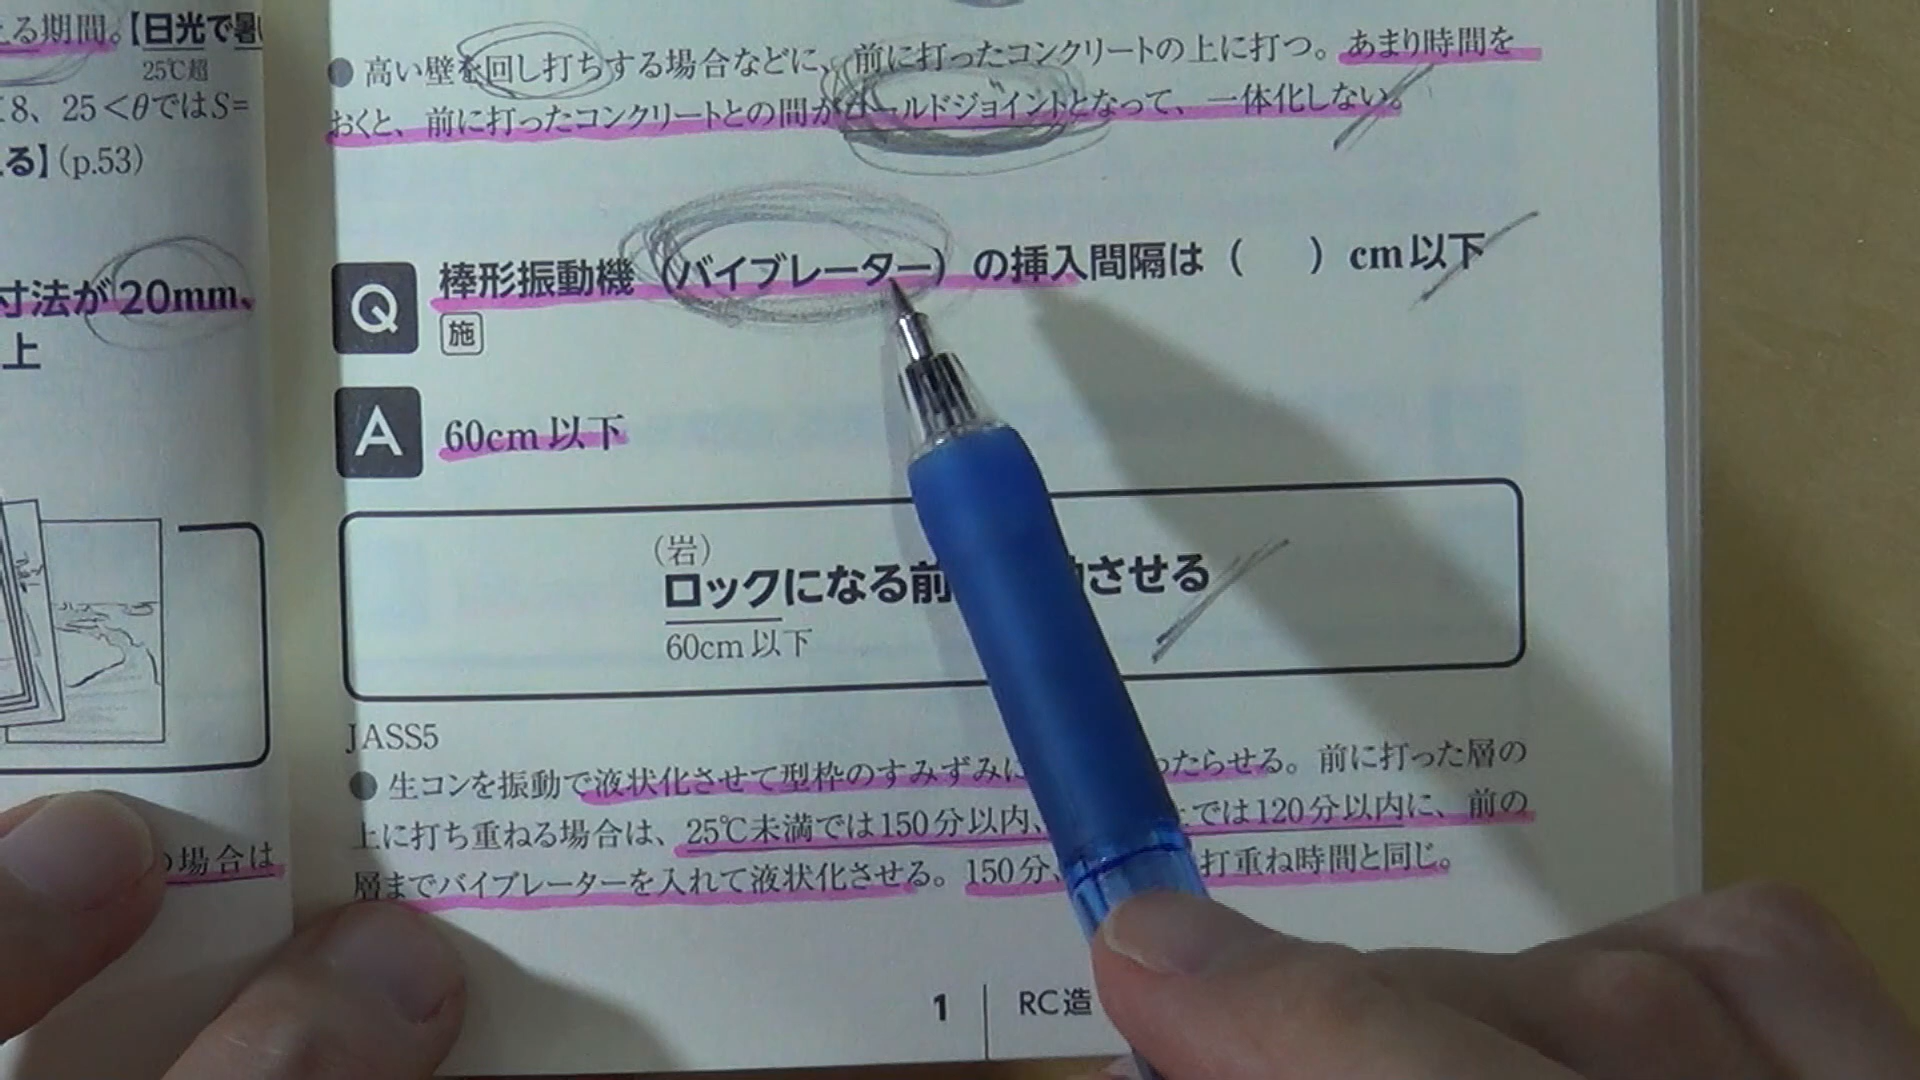 える期間。【日光で暑い
25℃超
8、25＜θではS=
える】(p.53)
寸法が20mm、
上
の場合は
● 高い壁を回し打ちする場合などに、前に打ったコンクリートの上に打つ。あまり時間を
おくと、前に打ったコンクリートとの間がコールドジョイントとなって、一体化しない。
Q 棒形振動機（バイブレーター）の挿入間隔は（　）cm以下
施
A 60cm以下
(岩)
ロックになる前 させる
60cm以下
JASS5
● 生コンを振動で液状化させて型枠のすみずみに ったらせる。前に打った層の
上に打ち重ねる場合は、25℃未満では150分以内、 では120分以内に、前の
層までバイブレーターを入れて液状化させる。150分、 打重ね時間と同じ。
1 RC造